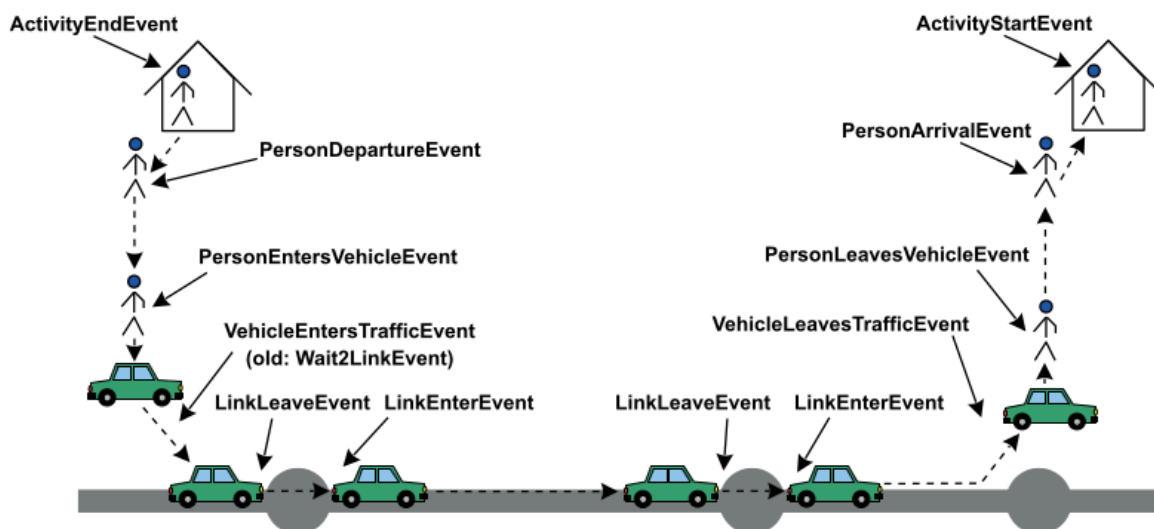 ActivityEndEvent
ActivityStartEvent
PersonDepartureEvent
PersonArrivalEvent
PersonEntersVehicleEvent
PersonLeavesVehicleEvent
VehicleEntersTrafficEvent
(old: Wait2LinkEvent)
VehicleLeavesTrafficEvent
LinkLeaveEvent
LinkEnterEvent
LinkLeaveEvent
LinkEnterEvent